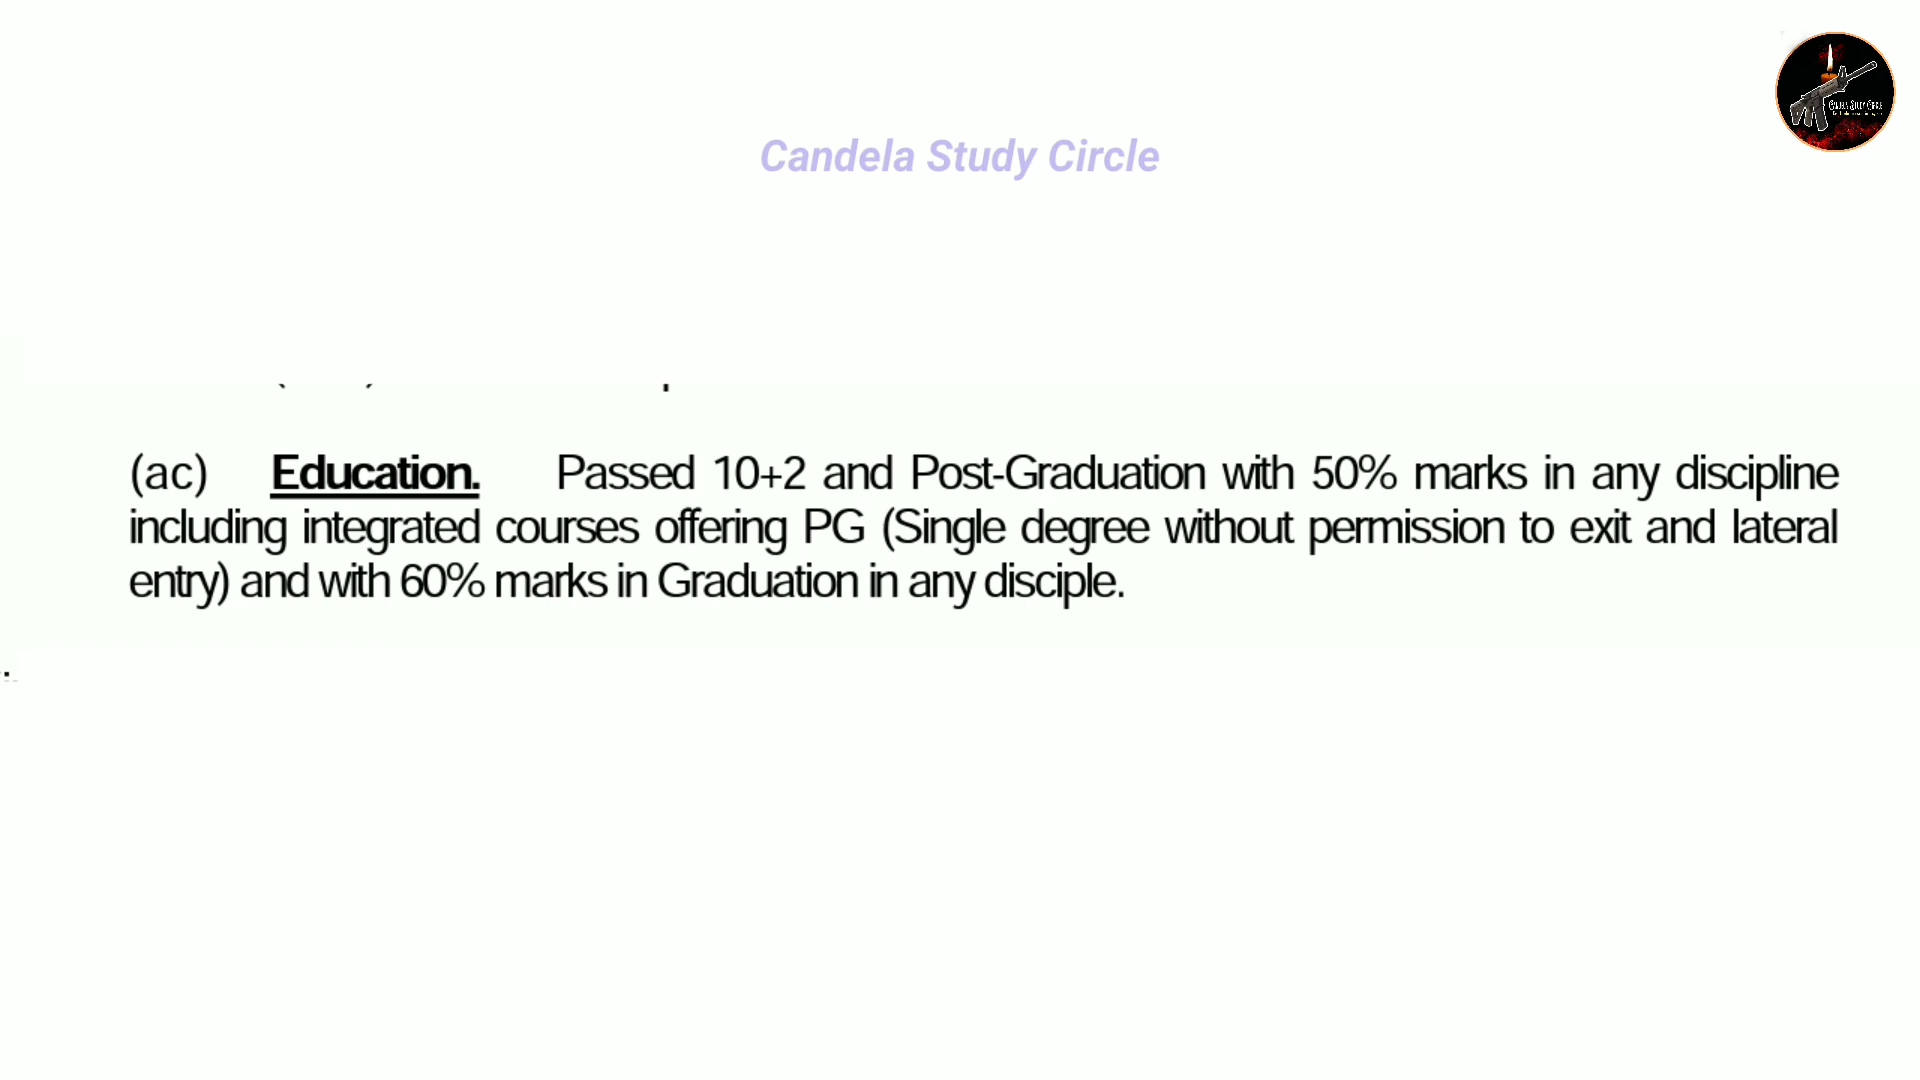 Candela Study Circle
(ac) Education. Passed 10+2 and Post-Graduation with 50% marks in any discipline
including integrated courses offering PG (Single degree without permission to exit and lateral
entry) and with 60% marks in Graduation in any disciple.